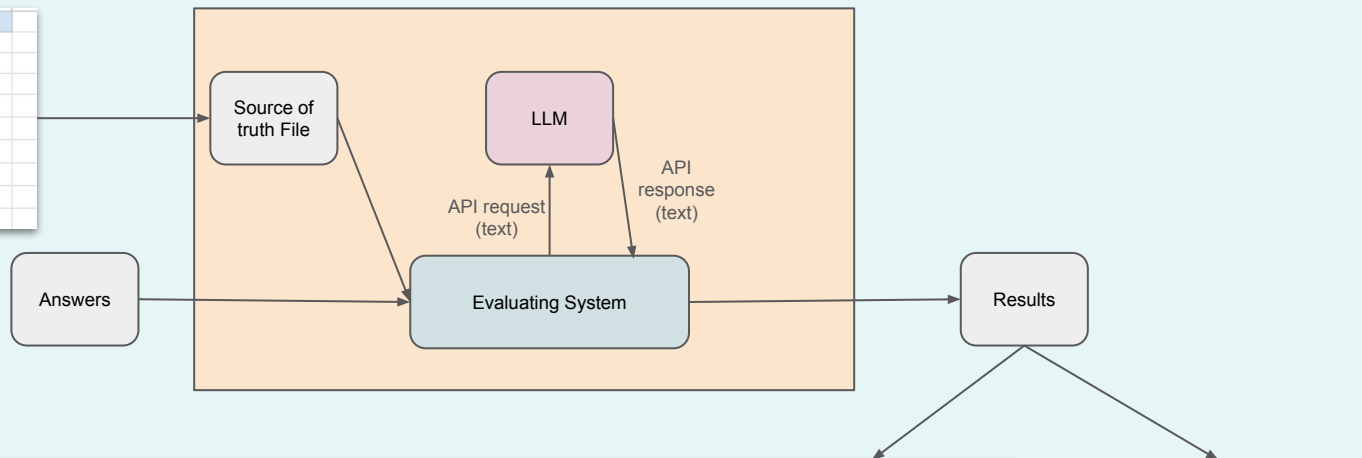 Source of
truth File
LLM
API request
(text)
API
response
(text)
Answers
Evaluating System
Results